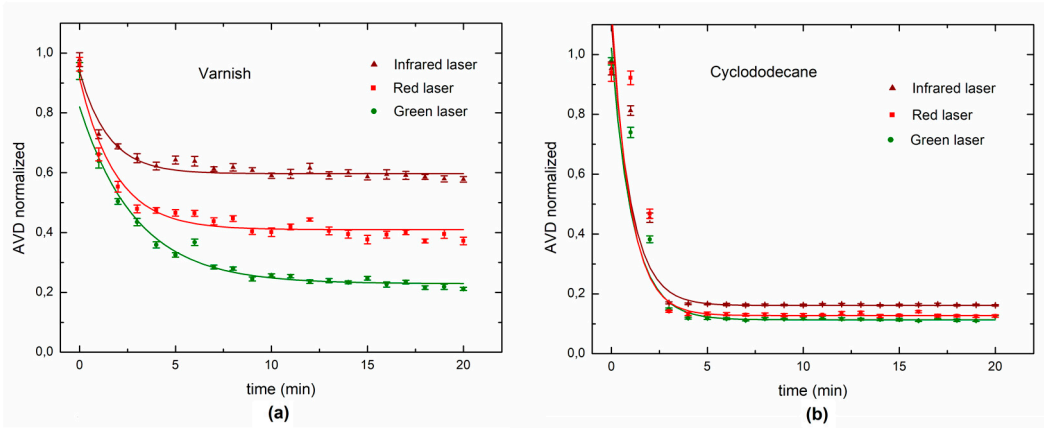 1,0
0,8
0,6
0,4
0,2
0,0
AVD normalized
Varnish
Infrared laser
Red laser
Green laser
0 5 10 15 20
time (min)
(a)
1,0
0,8
0,6
0,4
0,2
0,0
AVD normalized
Cyclododecane
Infrared laser
Red laser
Green laser
0 5 10 15 20
time (min)
(b)